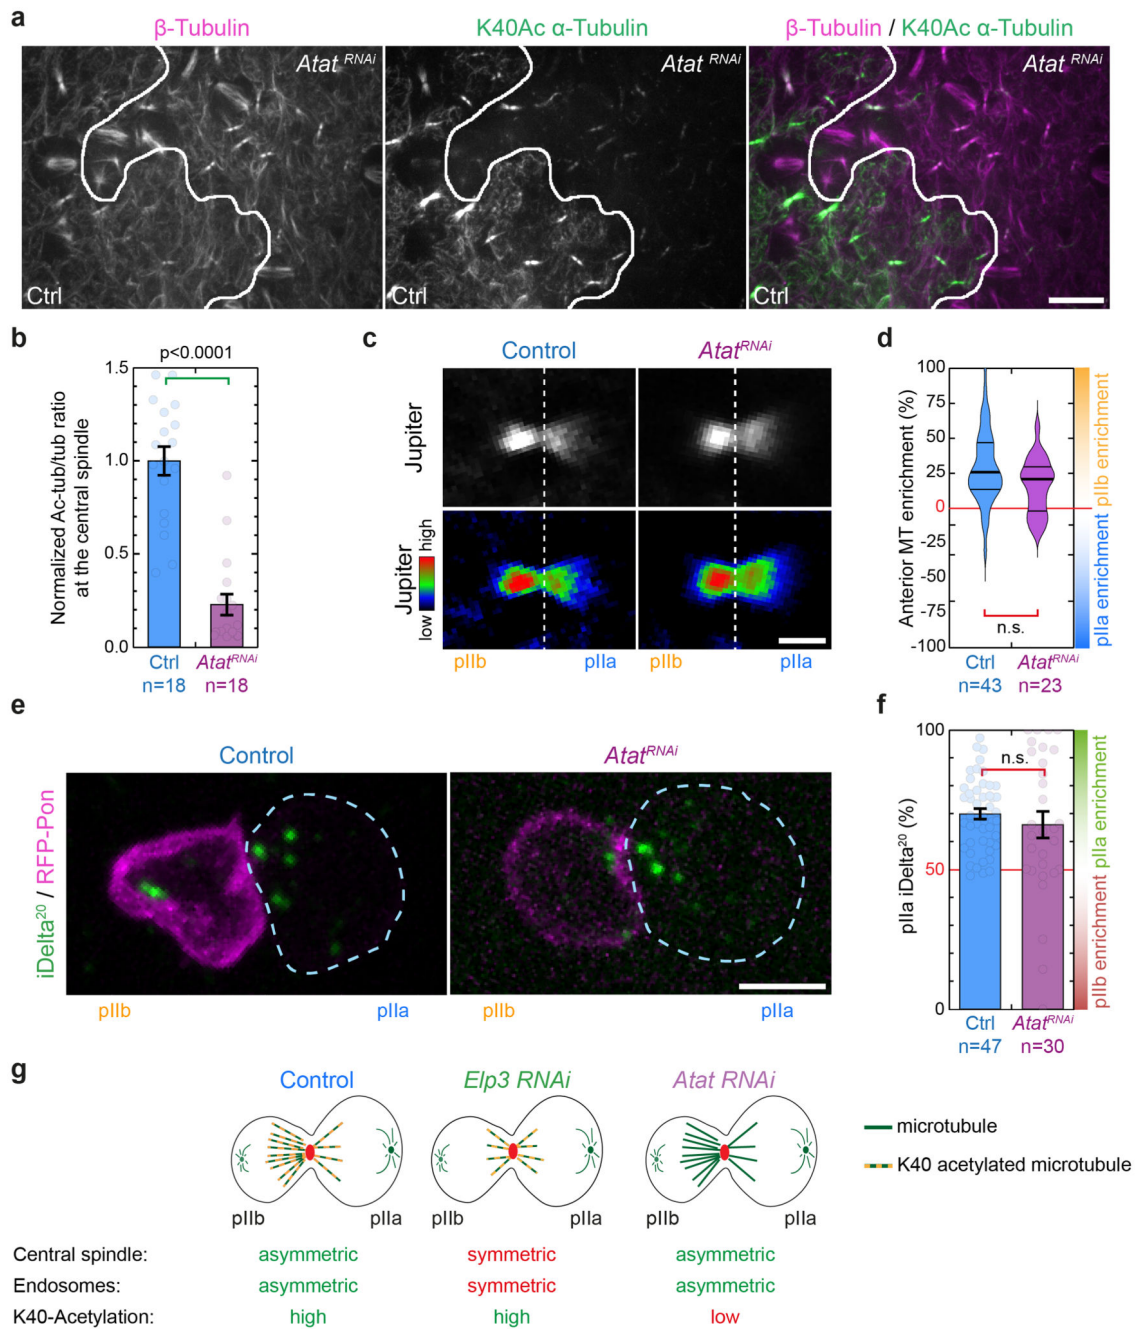 a
β-Tubulin
K40Ac α-Tubulin
β-Tubulin / K40Ac α-Tubulin
Atat RNAi
Atat RNAi
Atat RNAi
Ctrl
Ctrl
Ctrl
b
p<0.0001
Normalized Ac-tub/tub ratio
at the central spindle
1.5
1.0
0.5
0.0
Ctrl
n=18
AtatRNAi
n=18
c
Control
AtatRNAi
Jupiter
Jupiter
low
high
pIIb
pIIa
pIIb
pIIa
d
Anterior MT enrichment (%)
100
75
50
25
0
-25
-50
-75
-100
n.s.
Ctrl
n=43
AtatRNAi
n=23
pIIa enrichment
pIIb enrichment
e
Control
AtatRNAi
iDelta20 / RFP-Pon
pIIb
pIIa
pIIb
pIIa
f
pIIa iDelta20 (%)
100
50
0
n.s.
Ctrl
n=47
AtatRNAi
n=30
pIIb enrichment
pIIa enrichment
g
Control
Elp3 RNAi
Atat RNAi
microtubule
K40 acetylated microtubule
pIIb
pIIa
pIIb
pIIa
pIIb
pIIa
Central spindle: asymmetric symmetric asymmetric
Endosomes: asymmetric symmetric asymmetric
K40-Acetylation: high high low